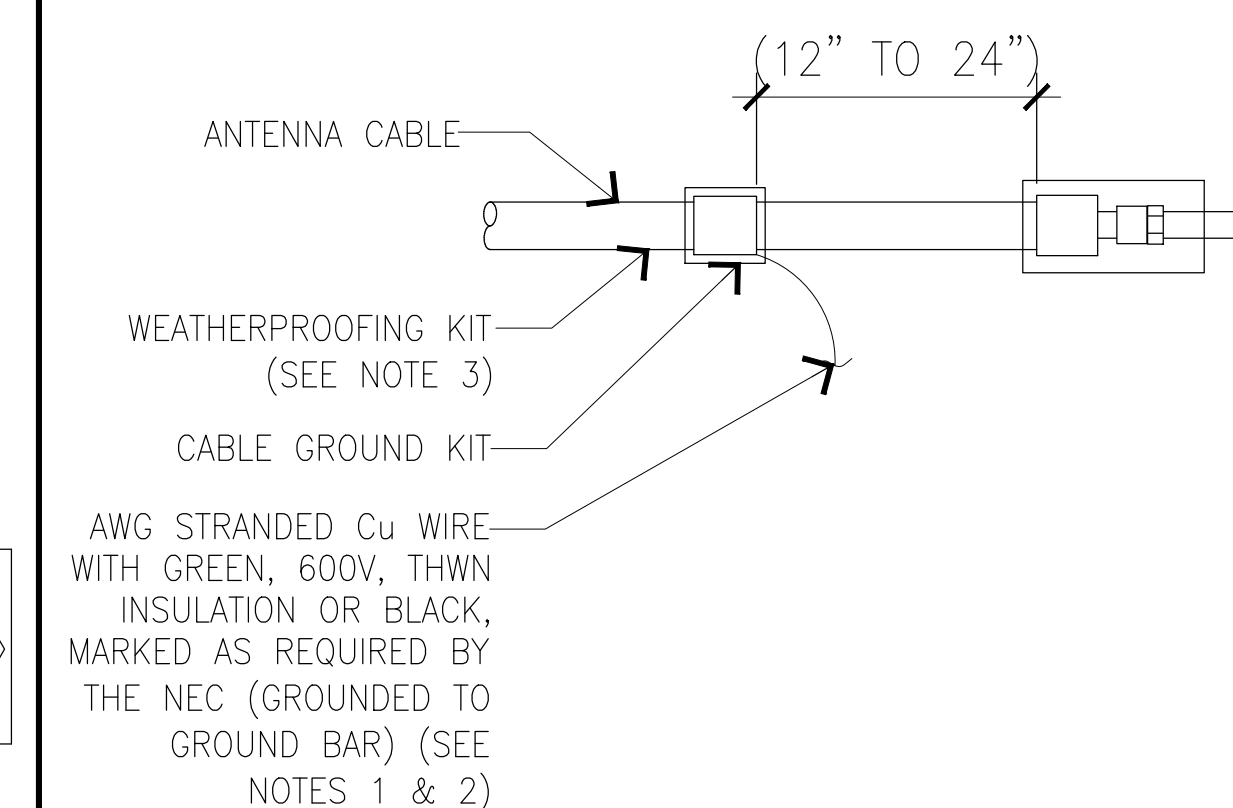 (12” TO 24”)
ANTENNA CABLE
WEATHERPROOFING KIT
(SEE NOTE 3)
CABLE GROUND KIT
AWG STRANDED Cu WIRE
WITH GREEN, 600V, THWN
INSULATION OR BLACK,
MARKED AS REQUIRED BY
THE NEC (GROUNDED TO
GROUND BAR) (SEE
NOTES 1 & 2)